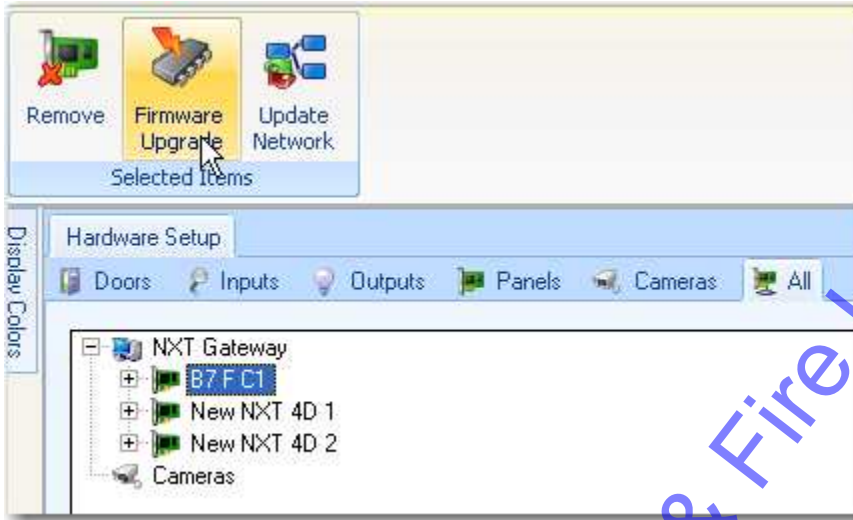 Remove
Firmware
Upgrade
Update
Network
Selected Items
Display Colors
Hardware Setup
Doors Inputs Outputs Panels Cameras All
NXT Gateway
B7 F C1
New NXT 4D 1
New NXT 4D 2
Cameras
& Fire